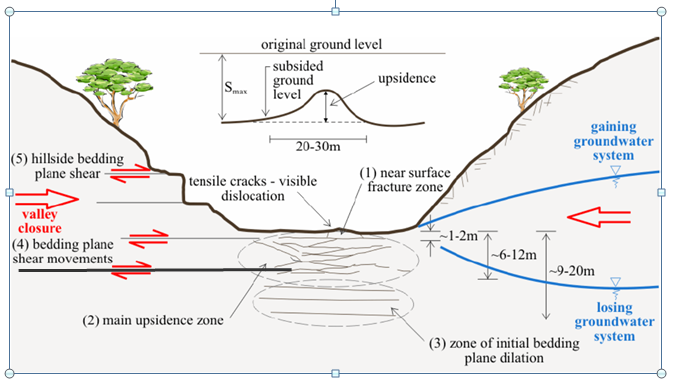 original ground level
subsided
ground
level
upsidence
Smax
20-30m
gaining
groundwater
system
(5) hillside bedding
plane shear
tensile cracks - visible
dislocation
(1) near surface
fracture zone
valley
closure
(4) bedding plane
shear movements
~1-2m
~6-12m
~9-20m
losing
groundwater
system
(2) main upsidence zone
(3) zone of initial bedding
plane dilation